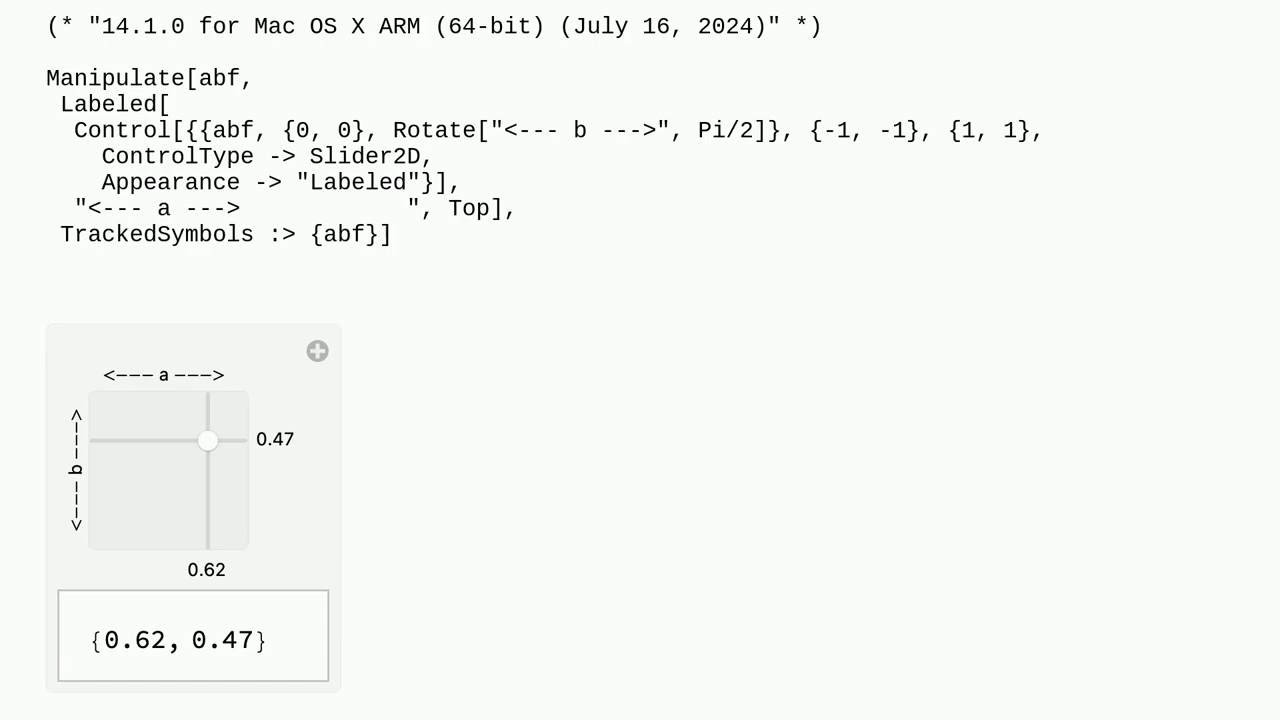 (* "14.1.0 for Mac OS X ARM (64-bit) (July 16, 2024)" *)
Manipulate[abf,
 Labeled[
  Control[{{abf, {0, 0}, Rotate["<--- b --->", Pi/2]}, {-1, -1}, {1, 1},
    ControlType -> Slider2D,
    Appearance -> "Labeled"}],
  "<--- a --->            ", Top],
 TrackedSymbols :> {abf}]
<--- a --->
<--- b --->
0.47
0.62
{0.62, 0.47}